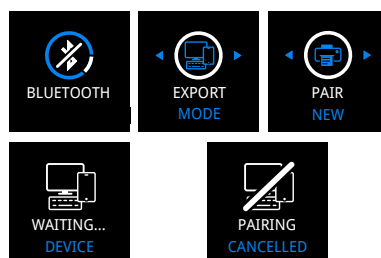 BLUETOOTH
EXPORT
MODE
PAIR
NEW
WAITING...
DEVICE
PAIRING
CANCELLED